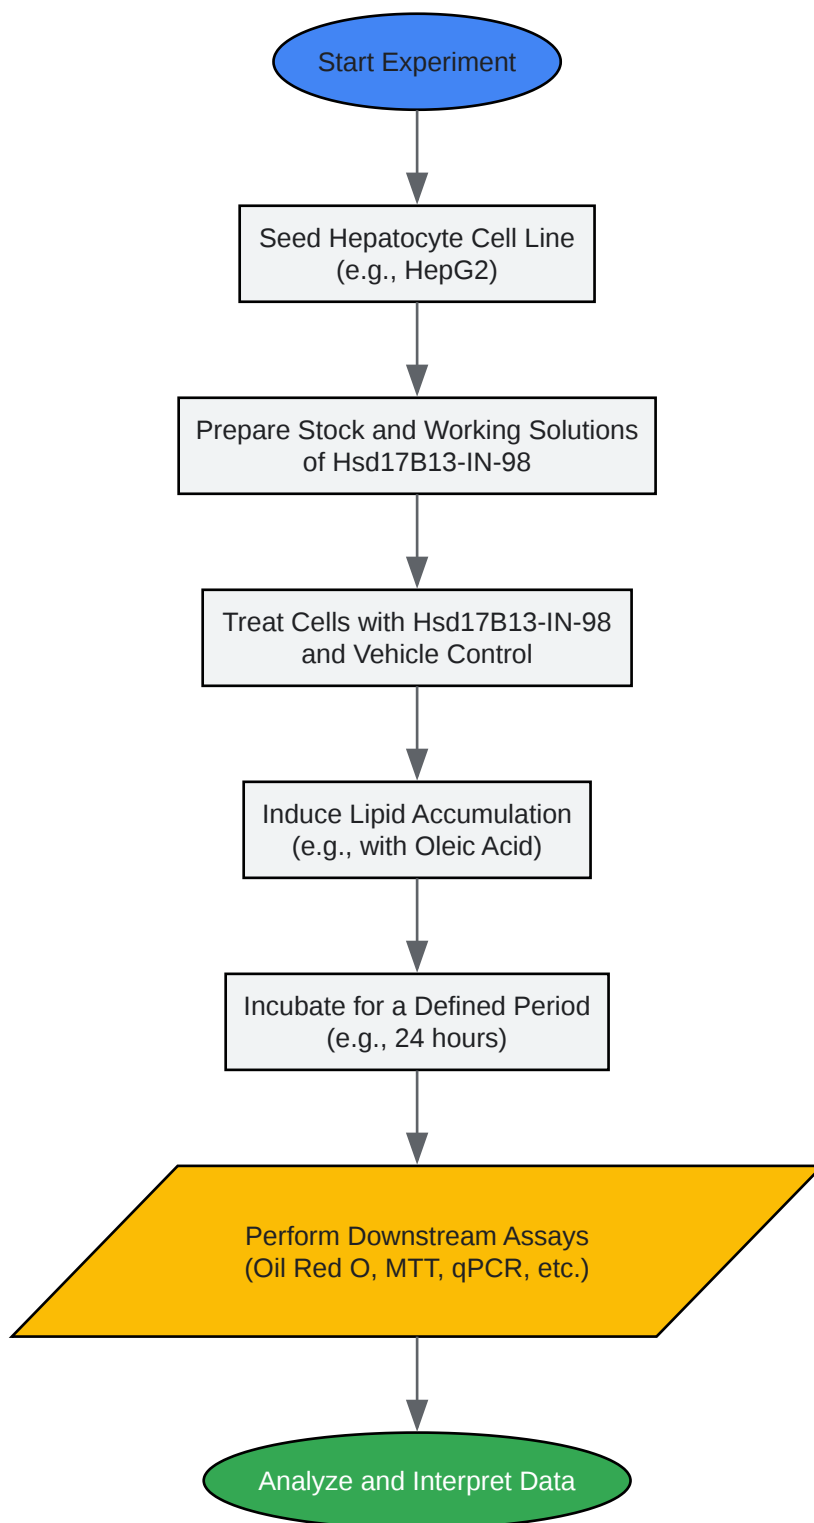 Start Experiment
Seed Hepatocyte Cell Line
(e.g., HepG2)
Prepare Stock and Working Solutions
of Hsd17B13-IN-98
Treat Cells with Hsd17B13-IN-98
and Vehicle Control
Induce Lipid Accumulation
(e.g., with Oleic Acid)
Incubate for a Defined Period
(e.g., 24 hours)
Perform Downstream Assays
(Oil Red O, MTT, qPCR, etc.)
Analyze and Interpret Data